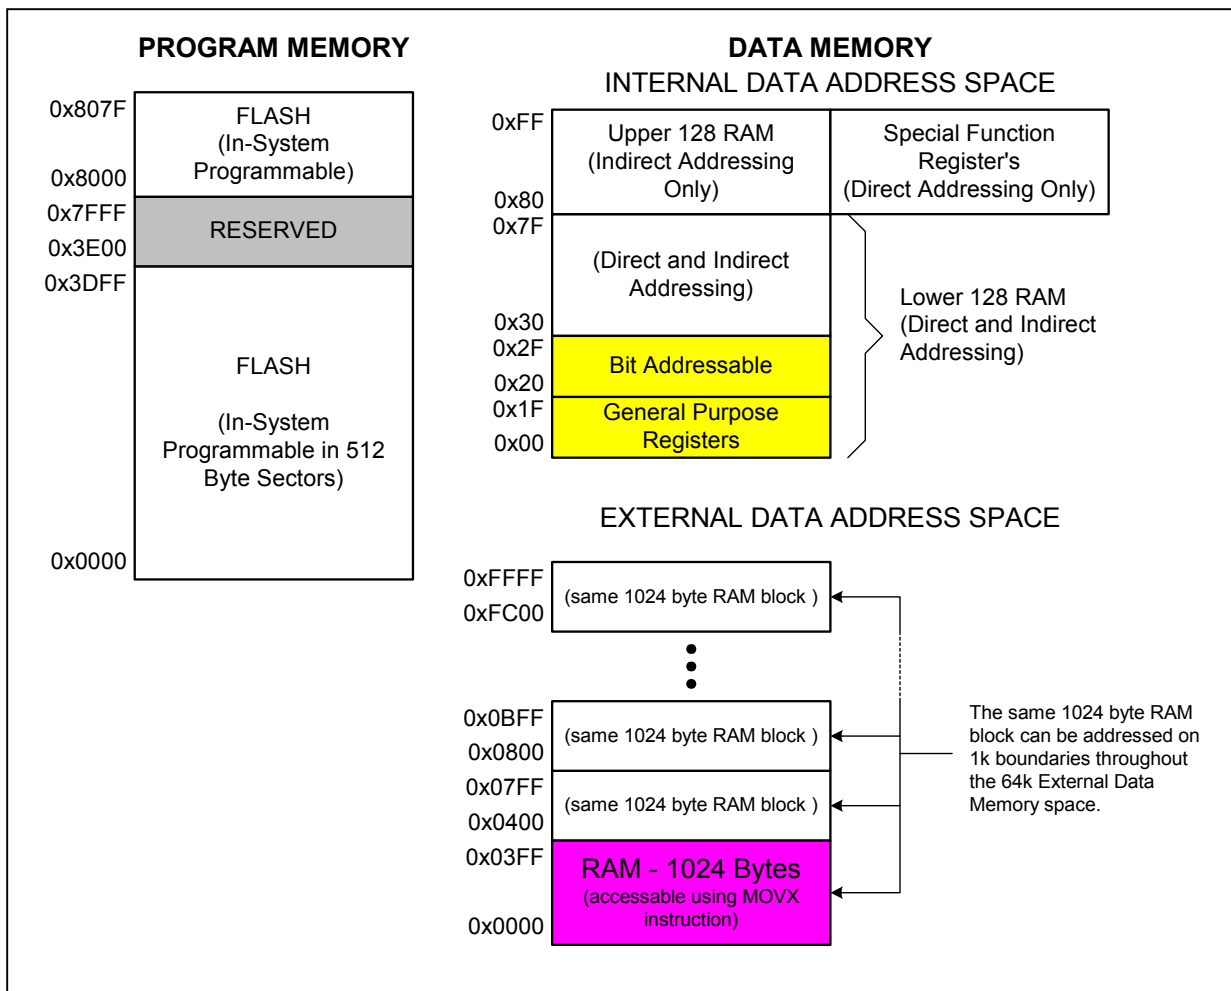 PROGRAM MEMORY
0x807F
FLASH
(In-System
Programmable)
0x8000
0x7FFF
RESERVED
0x3E00
0x3DFF
FLASH
(In-System
Programmable in 512
Byte Sectors)
0x0000
DATA MEMORY
INTERNAL DATA ADDRESS SPACE
0xFF
Upper 128 RAM
(Indirect Addressing
Only)
Special Function
Register's
(Direct Addressing Only)
0x80
0x7F
(Direct and Indirect
Addressing)
0x30
Lower 128 RAM
(Direct and Indirect
Addressing)
0x2F
Bit Addressable
0x20
0x1F
General Purpose
Registers
0x00
EXTERNAL DATA ADDRESS SPACE
0xFFFF
(same 1024 byte RAM block )
0xFC00
0x0BFF
(same 1024 byte RAM block )
0x0800
0x07FF
(same 1024 byte RAM block )
0x0400
0x03FF
RAM - 1024 Bytes
(accessable using MOVX
instruction)
0x0000
The same 1024 byte RAM
block can be addressed on
1k boundaries throughout
the 64k External Data
Memory space.